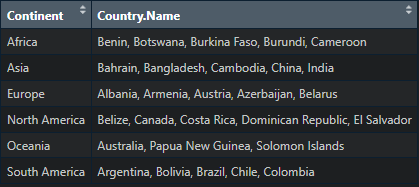 Continent Country.Name
Africa Benin, Botswana, Burkina Faso, Burundi, Cameroon
Asia Bahrain, Bangladesh, Cambodia, China, India
Europe Albania, Armenia, Austria, Azerbaijan, Belarus
North America Belize, Canada, Costa Rica, Dominican Republic, El Salvador
Oceania Australia, Papua New Guinea, Solomon Islands
South America Argentina, Bolivia, Brazil, Chile, Colombia